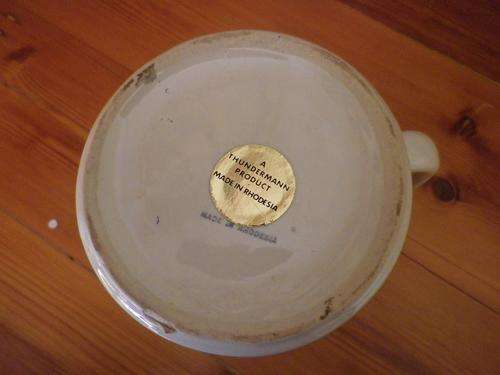 A
THUNDERMANN
PRODUCT
MADE IN RHODESIA
MADE IN RHODESIA